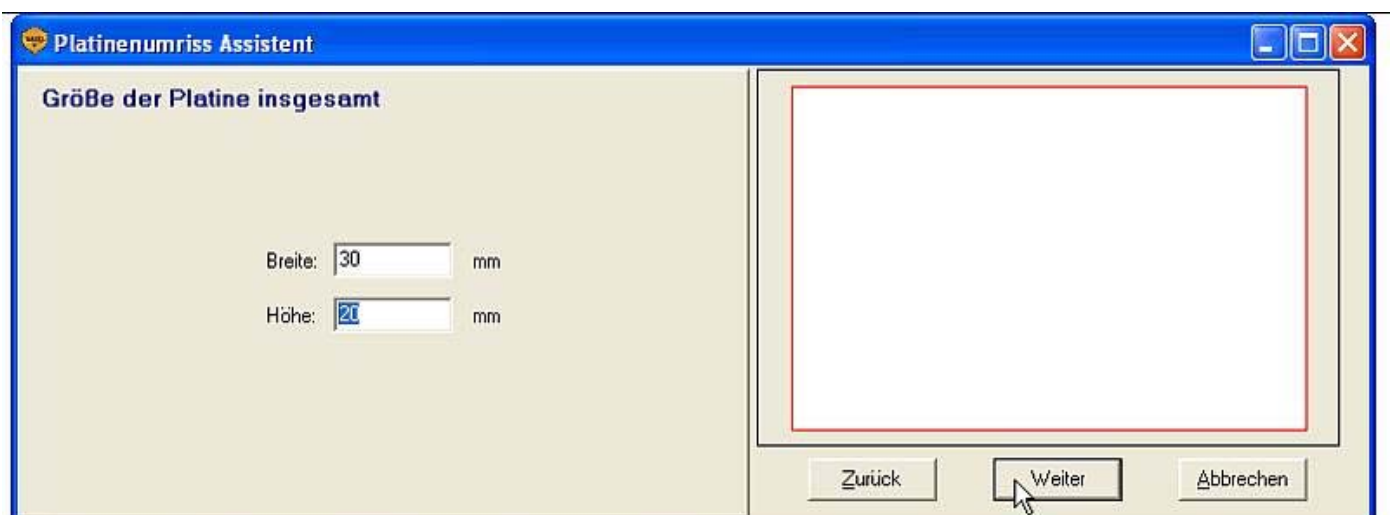 Platinenumriss Assistent
Größe der Platine insgesamt
Breite: 30 mm
Höhe: 20 mm
Zurück Weiter Abbrechen